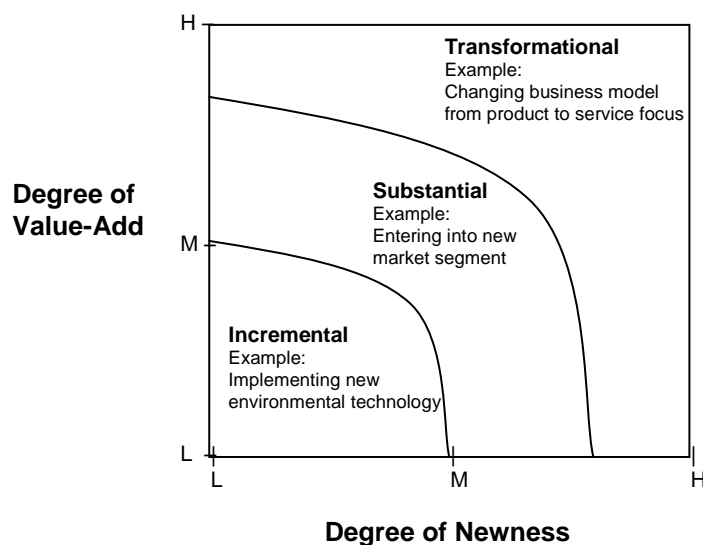 H
Transformational
Example:
Changing business model
from product to service focus
Degree of
Value-Add
Substantial
Example:
Entering into new
market segment
M
Incremental
Example:
Implementing new
environmental technology
L
L
M
H
Degree of Newness